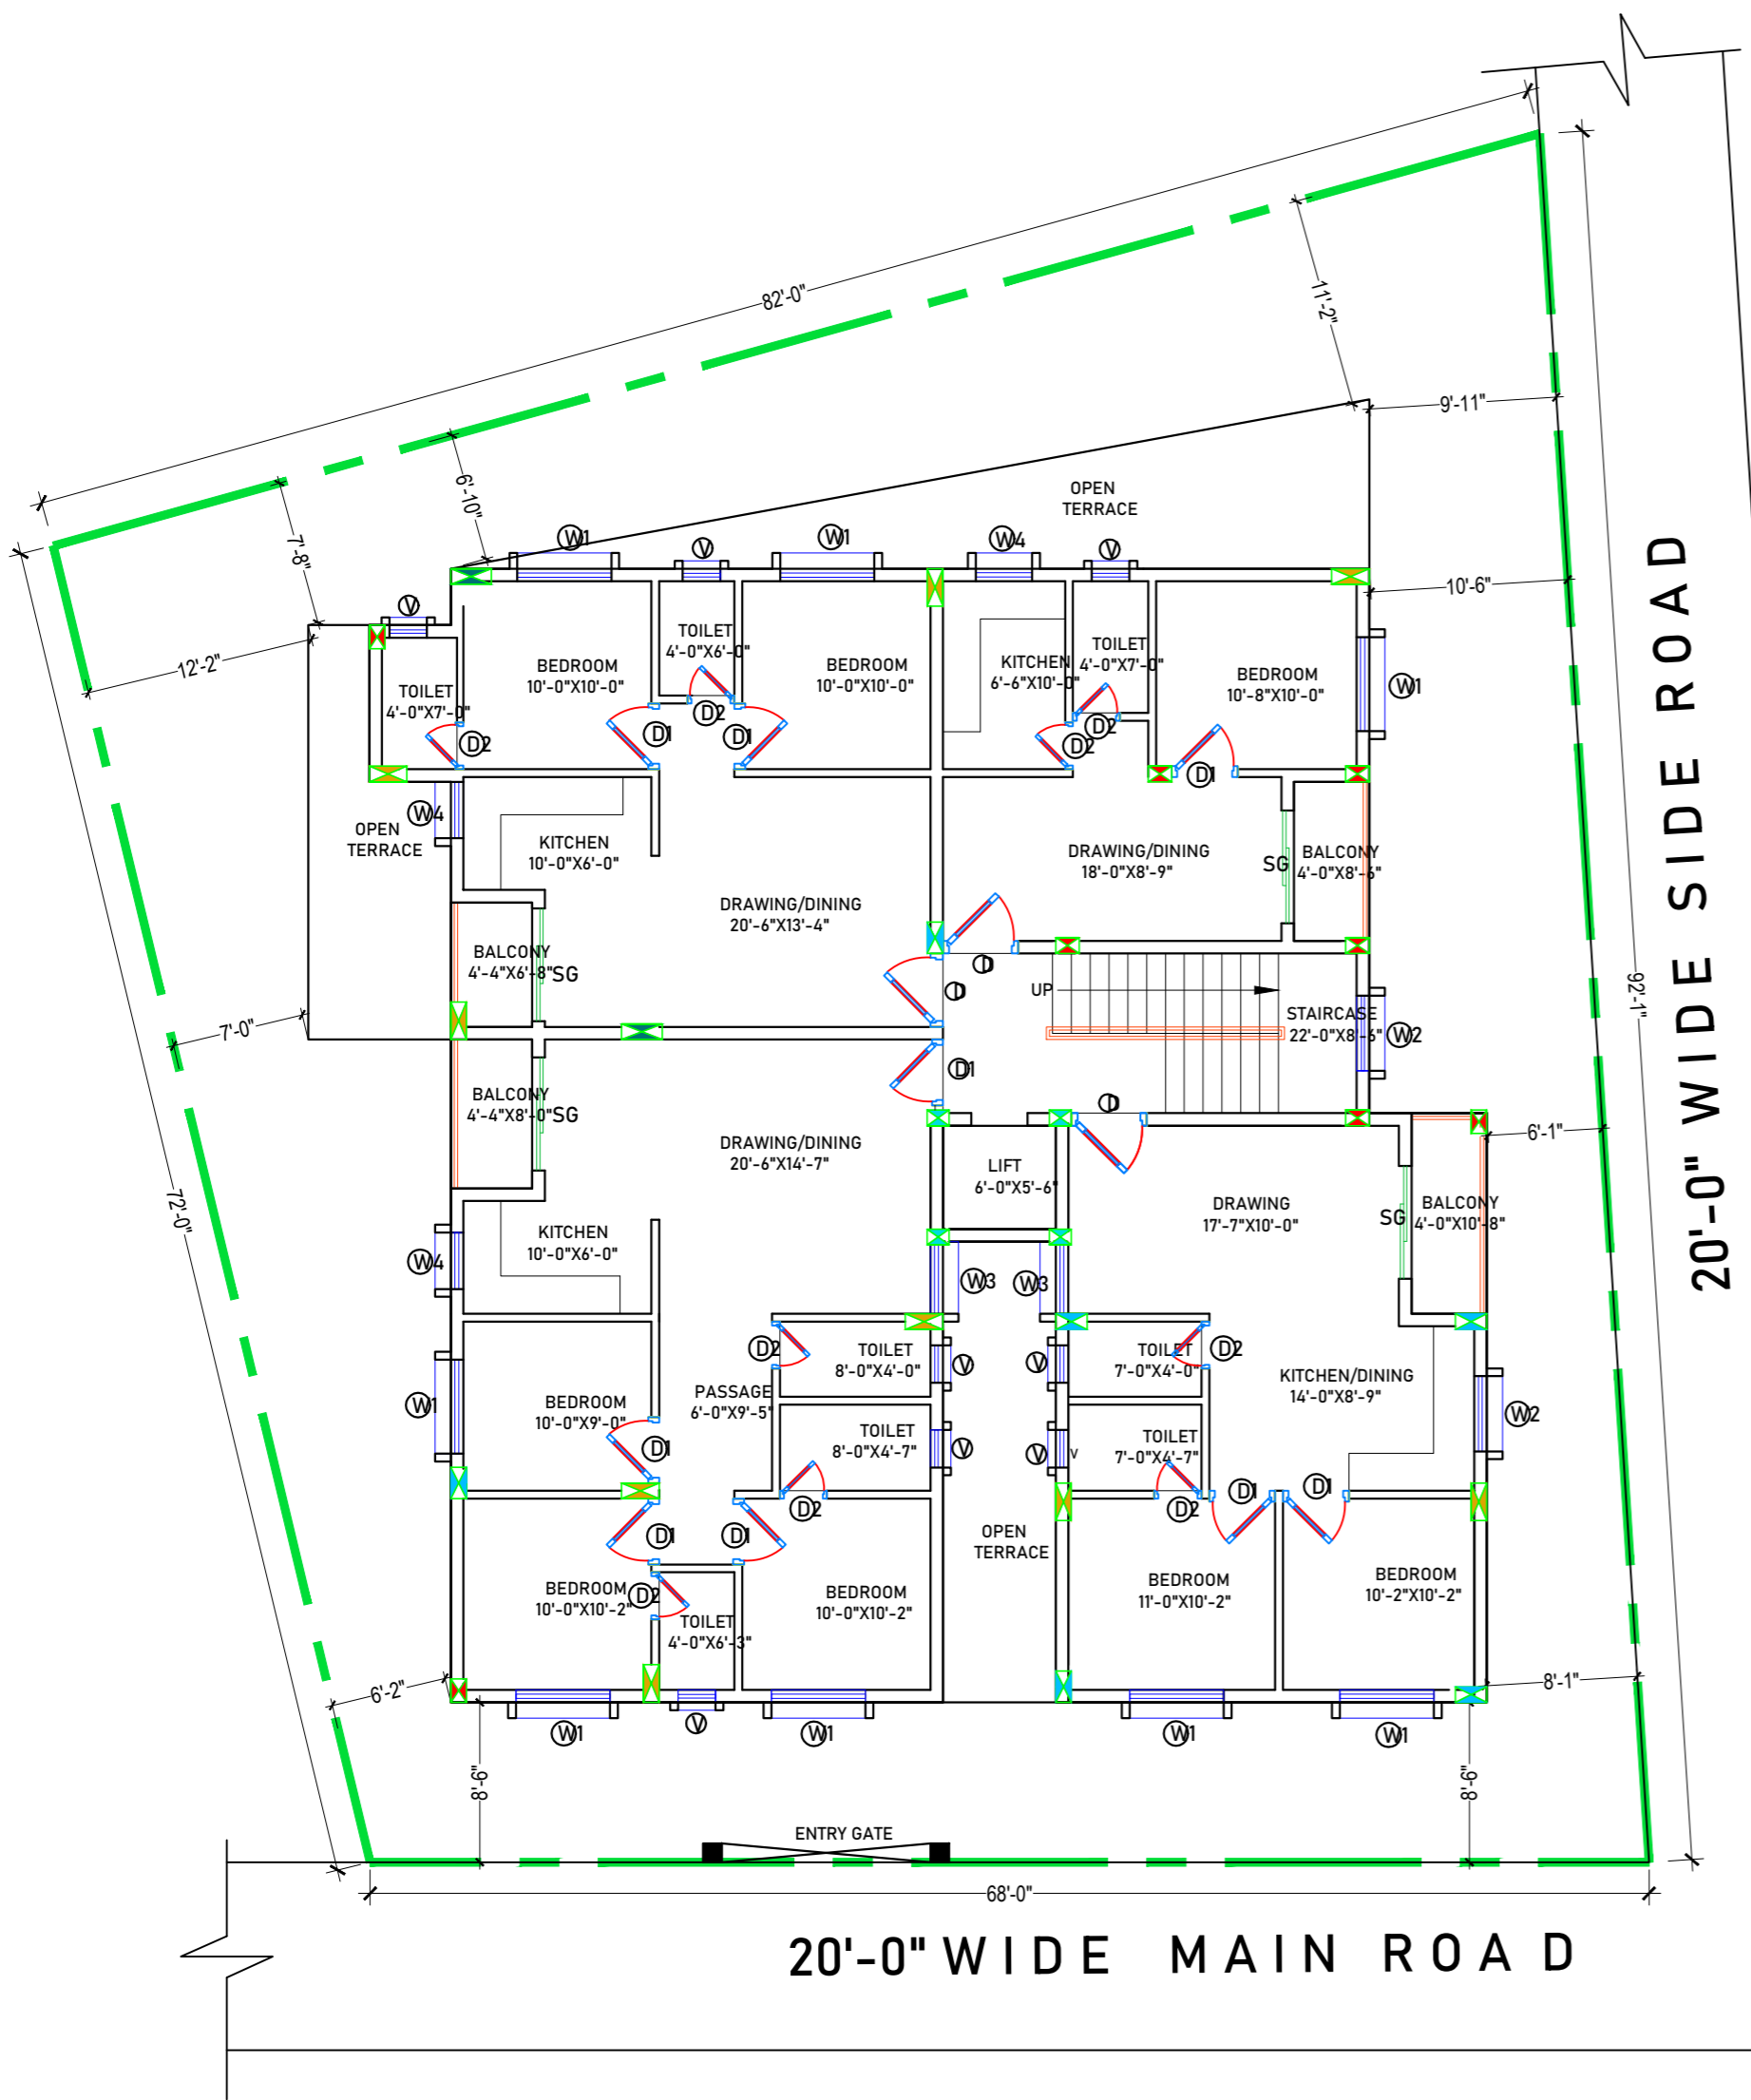 82'-0"
11'-2"
9'-11"
6'-10"
7'-8"
OPEN
TERRACE
W1
V
W1
W4
V
10'-6"
V
12'-2"
TOILET
4'-0"X7'-0"
D2
BEDROOM
10'-0"X10'-0"
D1
TOILET
4'-0"X6'-0"
D2
D1
BEDROOM
10'-0"X10'-0"
KITCHEN
6'-6"X10'-0"
D2
TOILET
4'-0"X7'-0"
D2
BEDROOM
10'-8"X10'-0"
D1
W1
OPEN
TERRACE
W4
KITCHEN
10'-0"X6'-0"
DRAWING/DINING
20'-6"X13'-4"
DRAWING/DINING
18'-0"X8'-9"
SG
BALCONY
4'-0"X8'-6"
BALCONY
4'-4"X6'-8"
SG
D
D
UP
STAIRCASE
22'-0"X8'-6"
W2
92'-1"
20'-0" WIDE SIDE ROAD
7'-0"
BALCONY
4'-4"X8'-0"
SG
D1
D
DRAWING/DINING
20'-6"X14'-7"
LIFT
6'-0"X5'-6"
DRAWING
17'-7"X10'-0"
SG
BALCONY
4'-0"X10'-8"
6'-1"
72'-0"
W4
KITCHEN
10'-0"X6'-0"
W3
W3
W1
BEDROOM
10'-0"X9'-0"
D1
PASSAGE
6'-0"X9'-5"
D2
TOILET
8'-0"X4'-0"
V
V
TOILET
7'-0"X4'-0"
D2
KITCHEN/DINING
14'-0"X8'-9"
W2
TOILET
8'-0"X4'-7"
V
V
V
TOILET
7'-0"X4'-7"
D2
D2
D1
D1
D1
D1
OPEN
TERRACE
BEDROOM
10'-0"X10'-2"
D2
TOILET
4'-0"X6'-3"
BEDROOM
10'-0"X10'-2"
BEDROOM
11'-0"X10'-2"
BEDROOM
10'-2"X10'-2"
6'-2"
8'-1"
W1
V
W1
W1
W1
8'-6"
8'-6"
ENTRY GATE
68'-0"
20'-0" WIDE MAIN ROAD